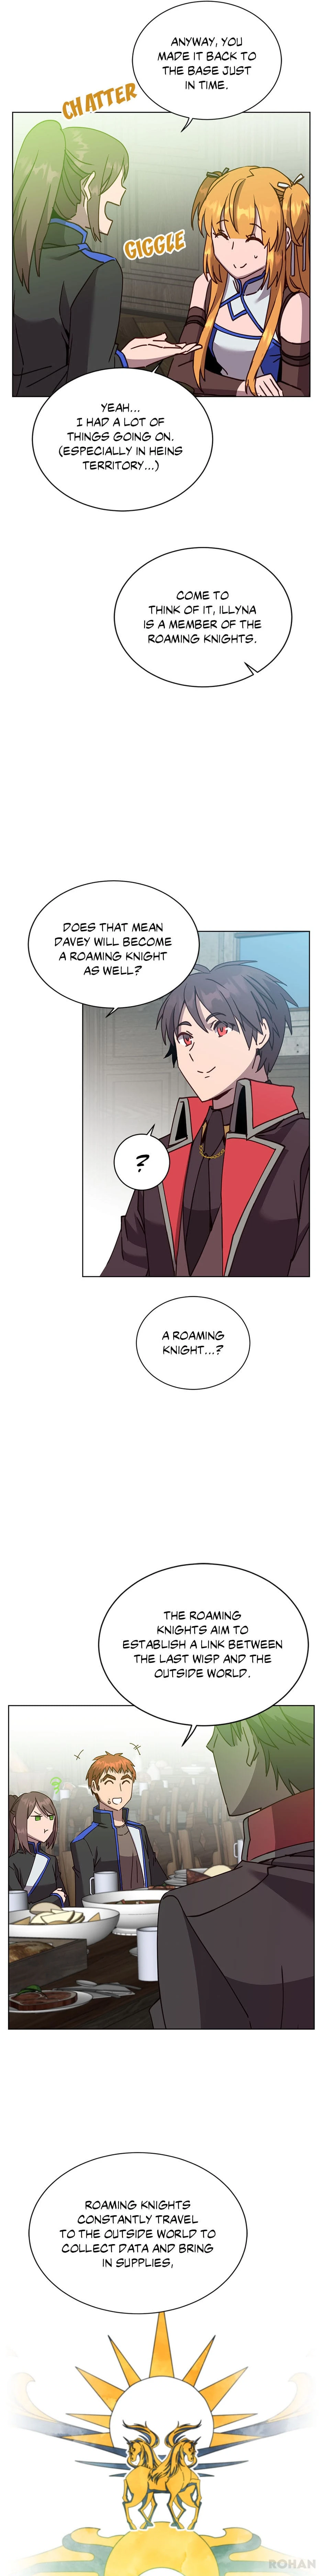 ANYWAY, YOU
MADE IT BACK TO
THE BASE JUST
IN TIME.
CHATTER
GIGGLE
YEAH...
I HAD A LOT OF
THINGS GOING ON.
(ESPECIALLY IN HEINS
TERRITORY...)
COME TO
THINK OF IT, ILLYNA
IS A MEMBER OF THE
ROAMING KNIGHTS.
DOES THAT MEAN
DAVEY WILL BECOME
A ROAMING KNIGHT
AS WELL?
?
A ROAMING
KNIGHT...?
THE ROAMING
KNIGHTS AIM TO
ESTABLISH A LINK BETWEEN
THE LAST WISP AND THE
OUTSIDE WORLD.
ROAMING KNIGHTS
CONSTANTLY TRAVEL
TO THE OUTSIDE WORLD TO
COLLECT DATA AND BRING
IN SUPPLIES,
ROHAN